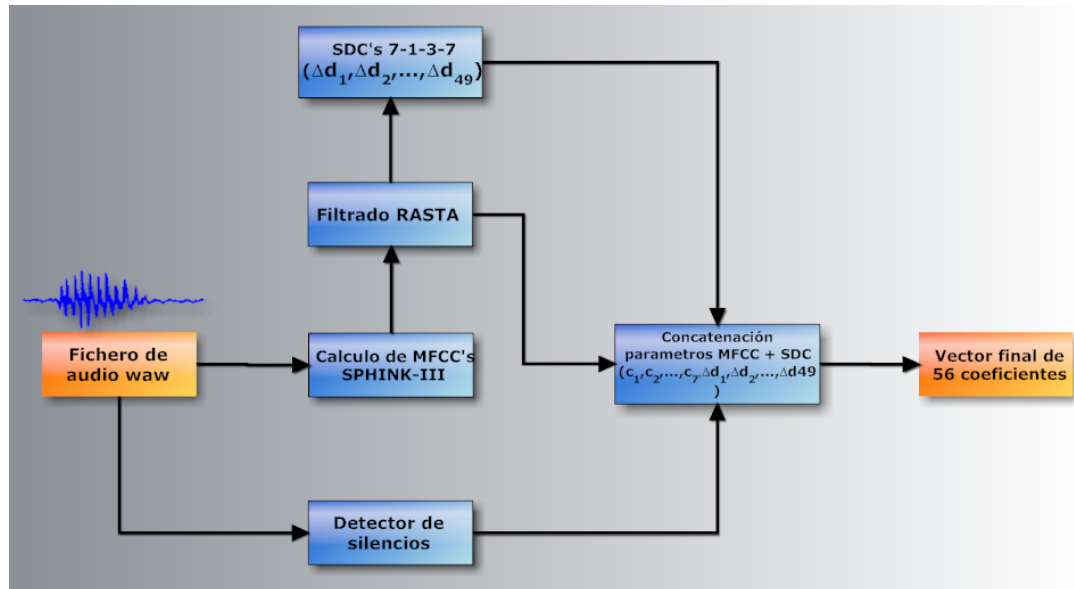 SDC's 7-1-3-7
(Δd1,Δd2,...,Δd49)
Filtrado RASTA
Fichero de
audio waw
Calculo de MFCC's
SPHINK-III
Concatenación
parametros MFCC + SDC
(c1,c2,...,c7,Δd1,Δd2,...,Δd49
)
Vector final de
56 coeficientes
Detector de
silencios